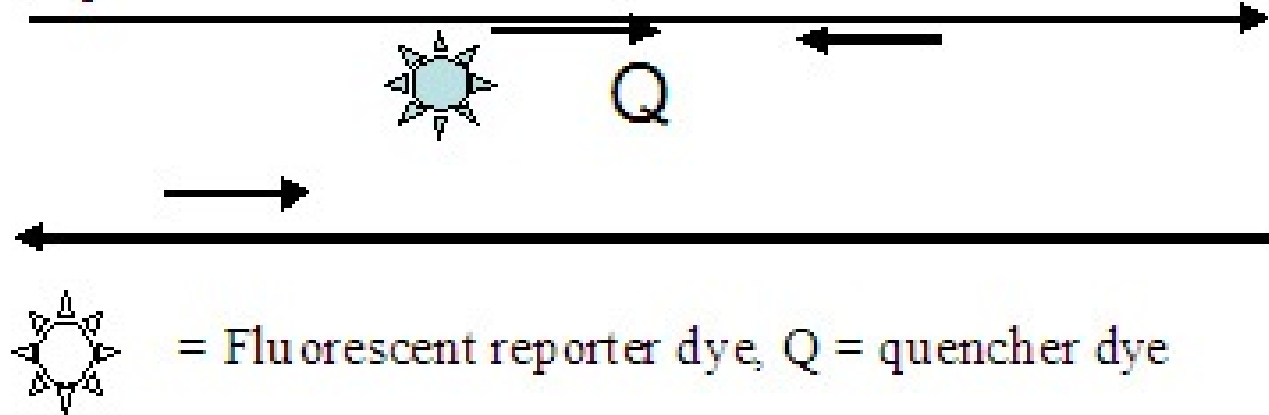 Q
= Fluorescent reporter dye, Q = quencher dye